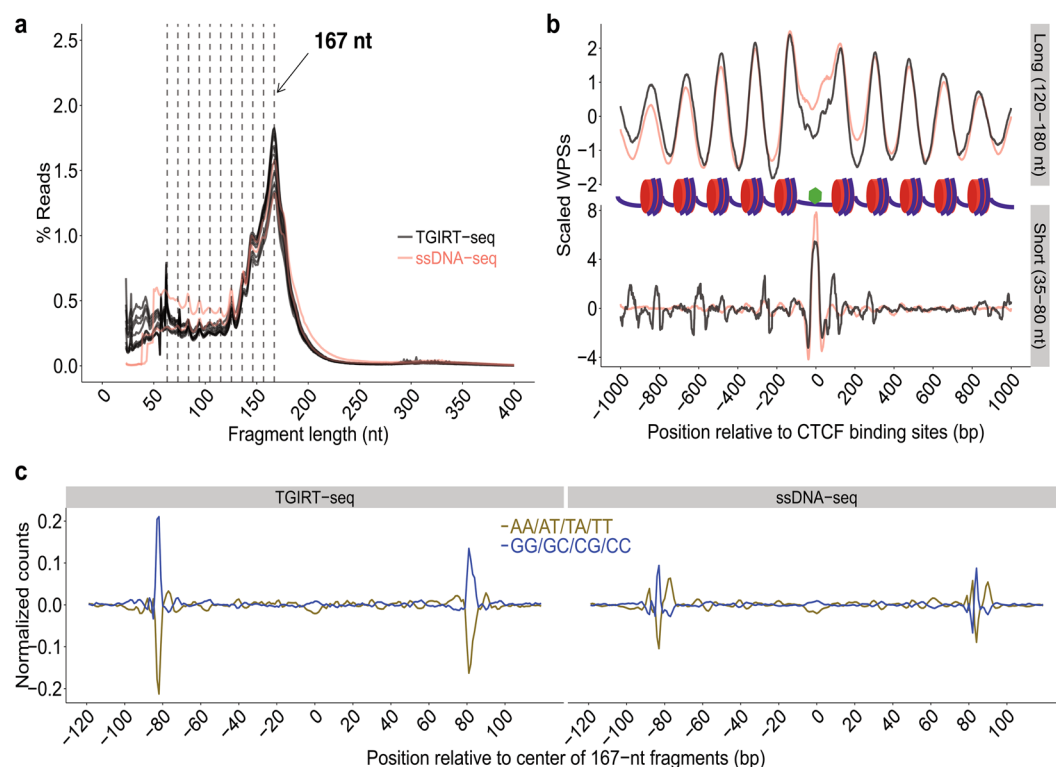 a
2.5
2.0
1.5
1.0
0.5
0.0
% Reads
167 nt
TGIRT−seq
ssDNA−seq
0 50 100 150 200 250 300 350 400
Fragment length (nt)
b
2
1
0
−1
−2
8
4
0
−4
Scaled WPSs
Long (120−180 nt)
Short (35−80 nt)
−1000 −800 −600 −400 −200 0 200 400 600 800 1000
Position relative to CTCF binding sites (bp)
c
TGIRT−seq
ssDNA−seq
−AA/AT/TA/TT
−GG/GC/CG/CC
0.2
0.1
0.0
−0.1
−0.2
Normalized counts
−120 −100 −80 −60 −40 −20 0 20 40 60 80 100
−120 −100 −80 −60 −40 −20 0 20 40 60 80 100
Position relative to center of 167−nt fragments (bp)